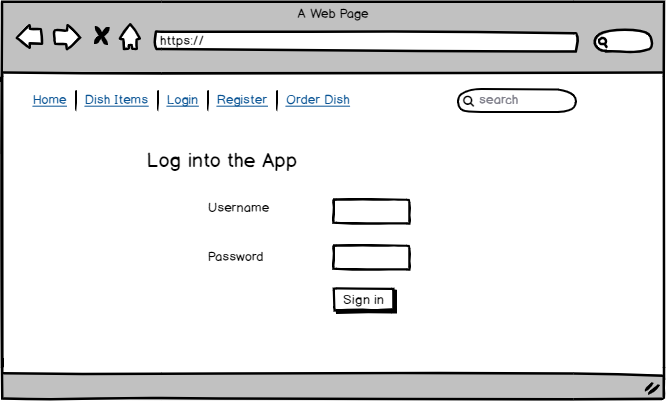 A Web Page
https://
Home Dish Items Login Register Order Dish search
Log into the App
Username
Password
Sign in